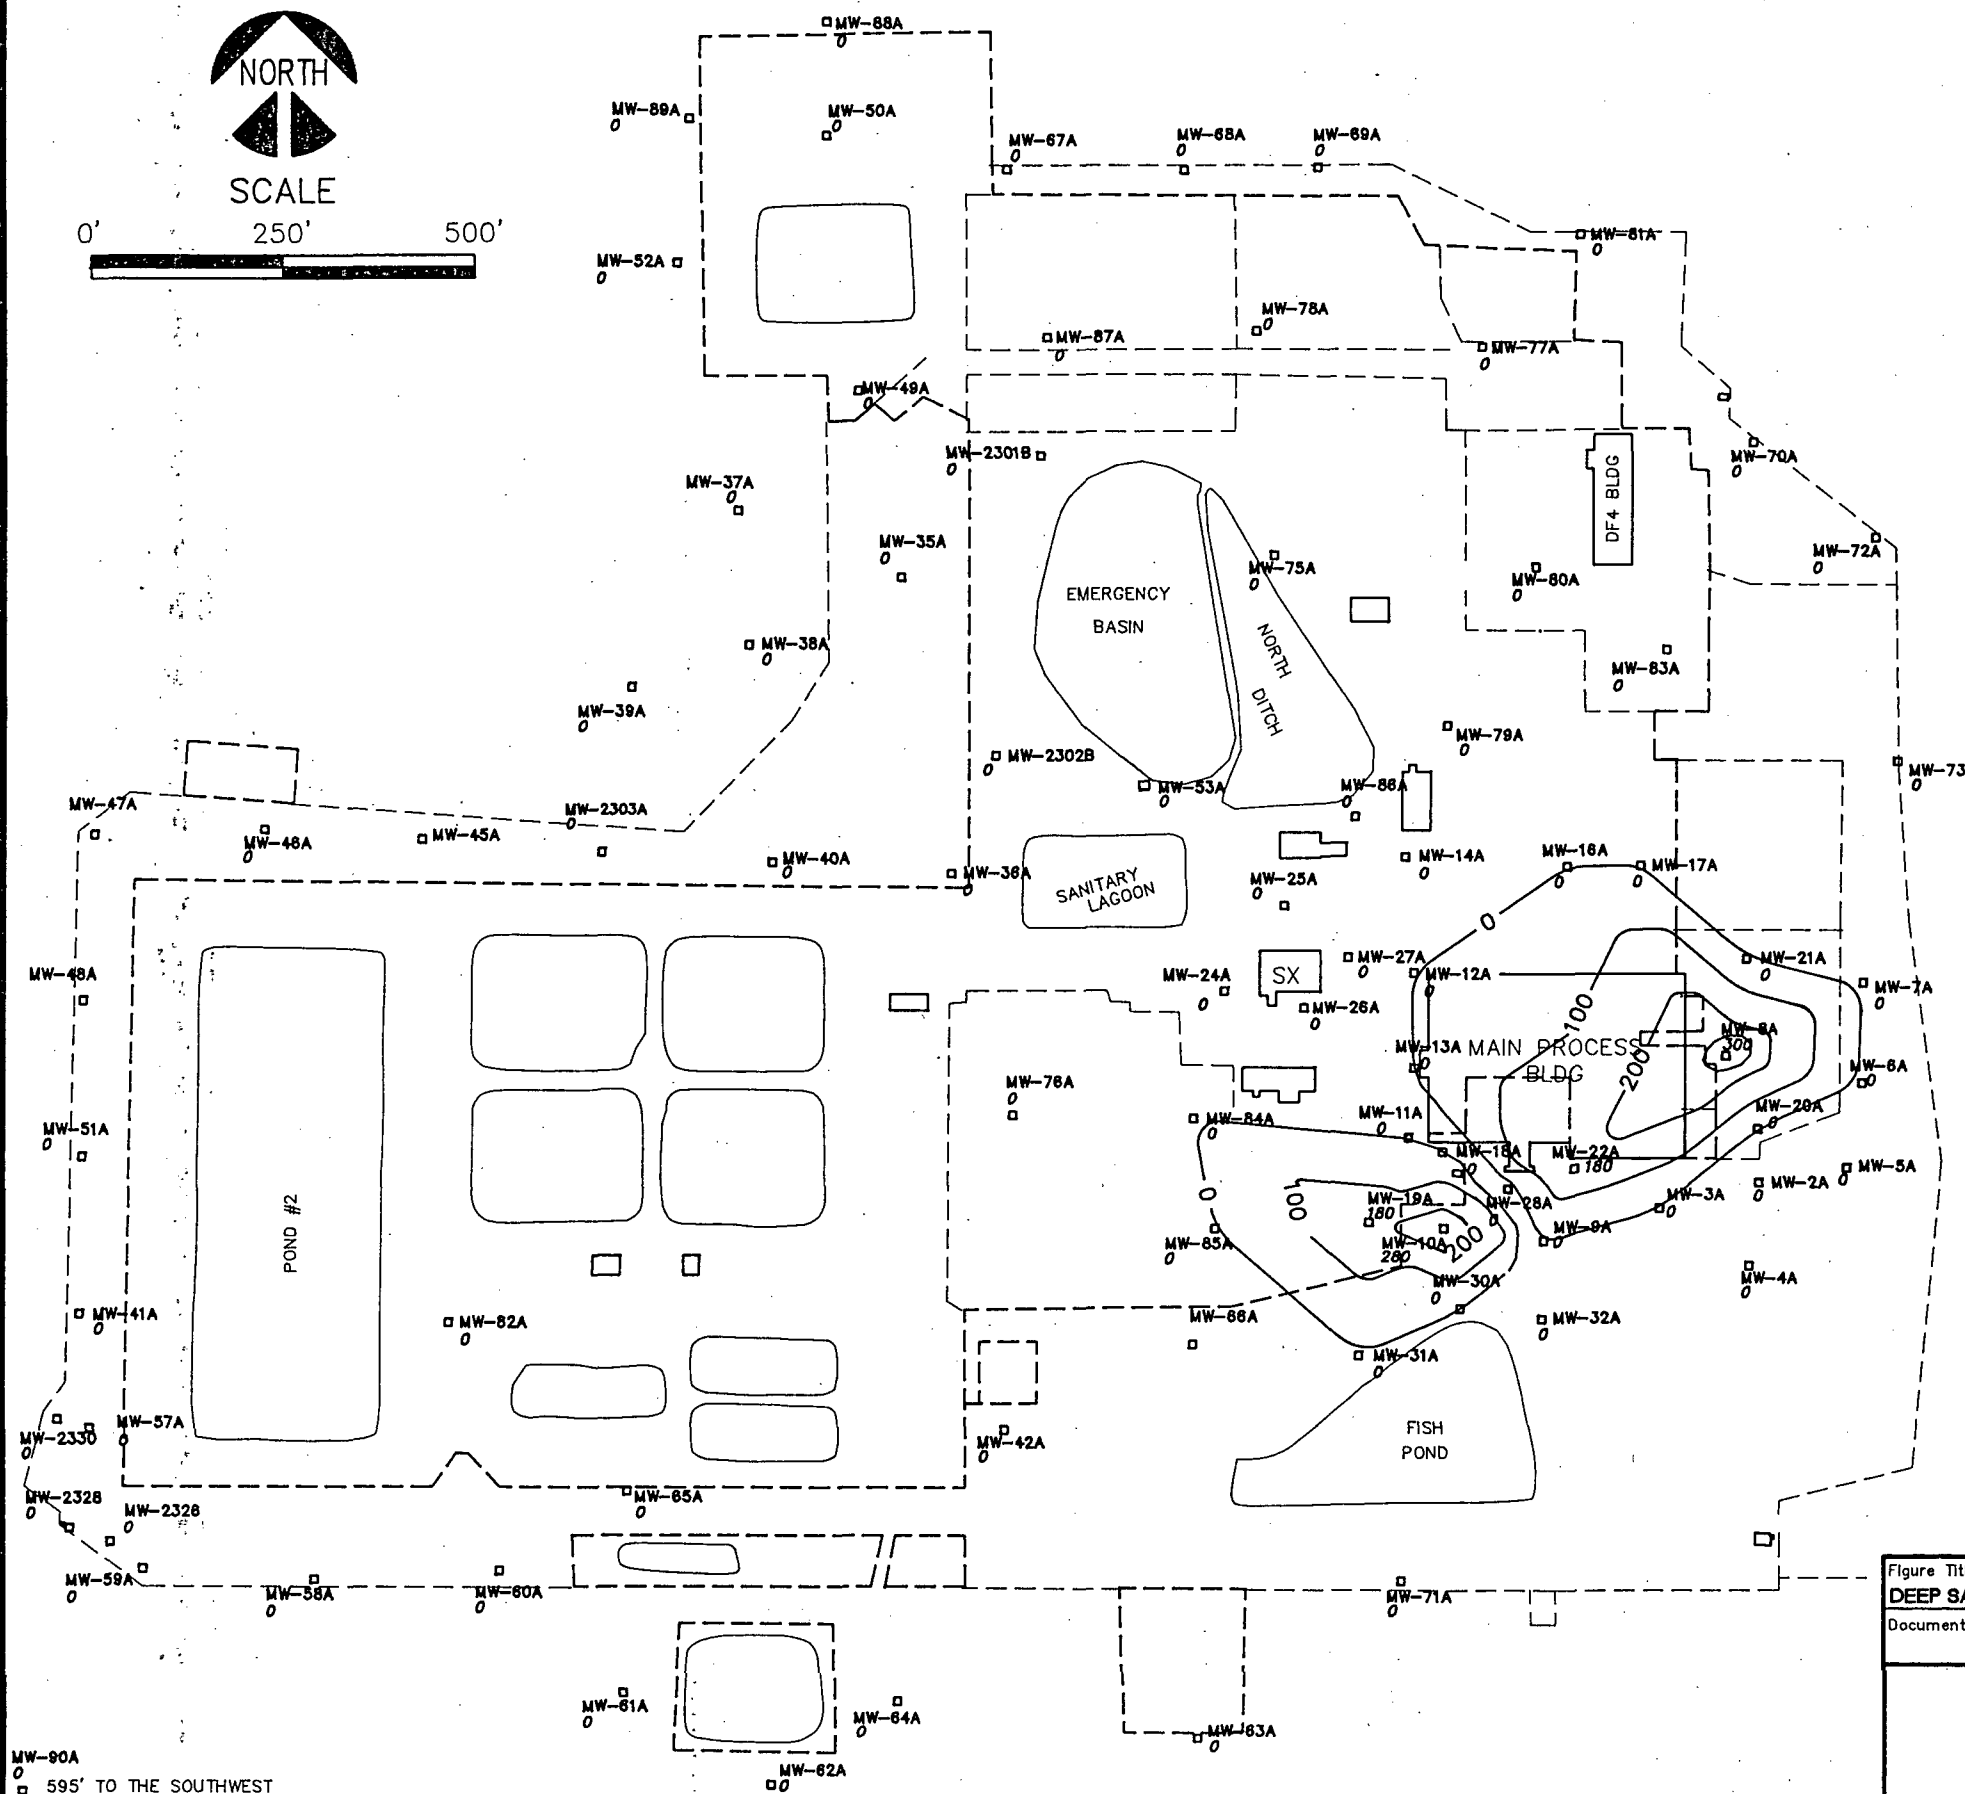 MW-88A
0
NORTH
MW-89A
0
MW-50A
0
MW-67A
0
MW-68A
0
MW-69A
0
SCALE
0' 250' 500'
MW-52A
0
MW-81A
0
MW-78A
0
MW-87A
0
MW-77A
0
MW-49A
0
MW-2301B
0
MW-70A
0
DF4 BLDG
MW-37A
0
MW-35A
0
MW-72A
0
MW-75A
0
MW-80A
0
EMERGENCY
BASIN
NORTH
DITCH
MW-38A
0
MW-83A
0
MW-39A
0
MW-79A
0
MW-2302B
0
MW-73
0
MW-53A
0
MW-86A
0
MW-47A
MW-2303A
0
MW-46A
0
MW-45A
MW-40A
0
MW-36A
0
MW-14A
0
MW-16A
0
MW-17A
0
SANITARY
LAGOON
MW-25A
0
0
MW-48A
MW-24A
0
SX
MW-27A
0
MW-12A
0
MW-21A
0
MW-7A
0
MW-26A
0
100
MW-8A
300
MW-13A
0
MAIN PROCESS
BLDG
200
MW-6A
0
MW-76A
0
MW-84A
0
MW-11A
0
MW-20A
0
MW-51A
0
MW-18A
0
MW-22A
180
MW-5A
0
MW-2A
0
POND #2
0
100
MW-19A
180
MW-28A
0
MW-3A
0
MW-85A
0
MW-10A
280
200
MW-9A
0
MW-30A
0
MW-4A
0
MW-41A
0
MW-82A
0
MW-66A
0
MW-32A
0
MW-31A
0
MW-57A
0
MW-2330
0
MW-42A
0
FISH
POND
MW-2328
0
MW-2326
0
MW-65A
0
MW-59A
0
MW-58A
0
MW-60A
0
MW-71A
0
Figure Tit
DEEP SA
Document
MW-61A
0
MW-64A
0
MW-63A
0
MW-90A
0
595' TO THE SOUTHWEST
MW-62A
0